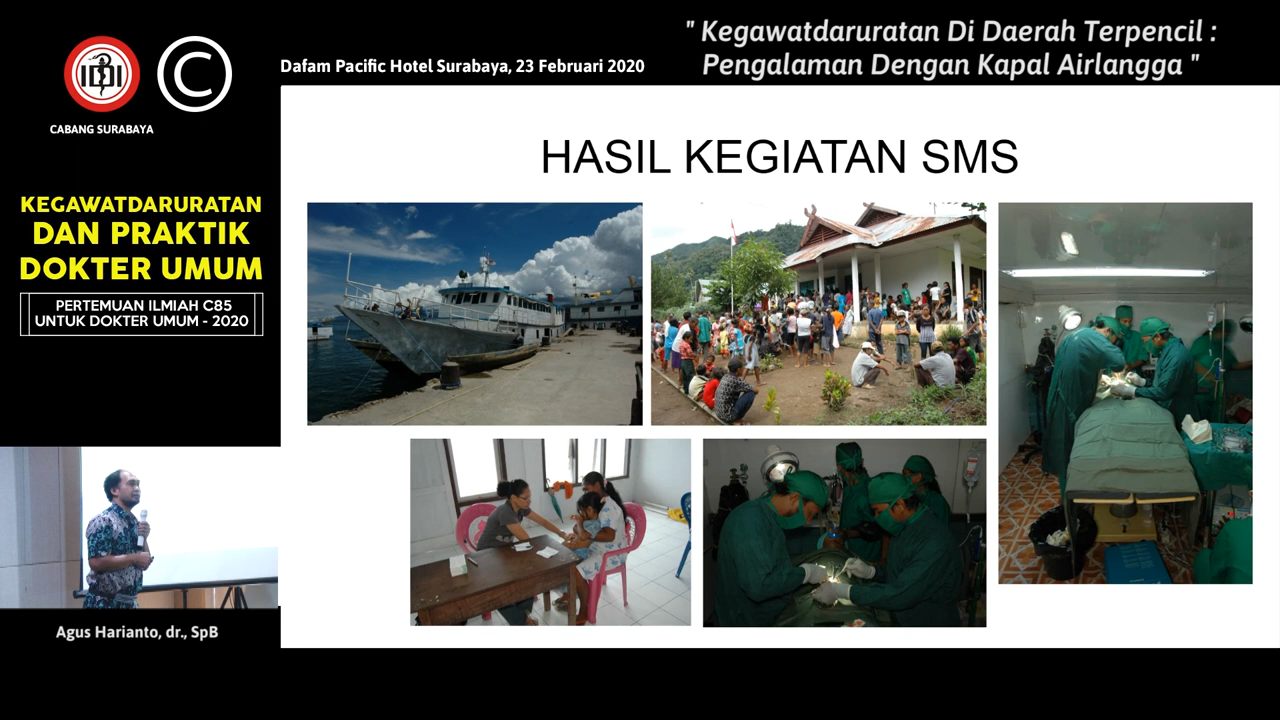 IDI
C
CABANG SURABAYA
Dafam Pacific Hotel Surabaya, 23 Februari 2020
" Kegawatdaruratan Di Daerah Terpencil :
Pengalaman Dengan Kapal Airlangga "
KEGAWATDARURATAN
DAN PRAKTIK
DOKTER UMUM
PERTEMUAN ILMIAH C85
UNTUK DOKTER UMUM - 2020
HASIL KEGIATAN SMS
Agus Harianto, dr., SpB